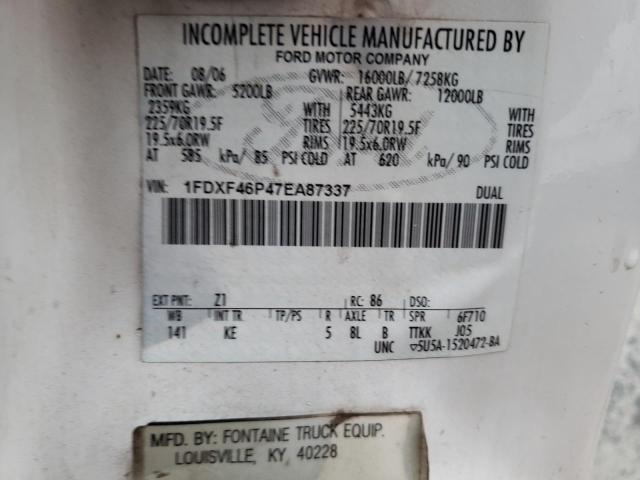 INCOMPLETE VEHICLE MANUFACTURED BY
FORD MOTOR COMPANY
DATE: 08/06 GVWR: 16000LB/ 7258KG
FRONT GAWR: 5200LB REAR GAWR: 12000LB
2359KG WITH 5443KG WITH
225/70R19.5F TIRES 225/70R19.5F TIRES
19.5x6.0RW RIMS 19.5x6.0RW RIMS
AT 585 kPa/ 85 PSI COLD AT 620 kPa/ 90 PSI COLD
VIN: 1FDXF46P47EA87337 DUAL
EXT PNT: Z1 RC: 86 DSO:
WB INT TR TP/PS R AXLE TR SPR 6F710
141 KE 5 8L B TTKK J05
UNC ▽5U5A-1520472-BA
MFD. BY: FONTAINE TRUCK EQUIP.
LOUISVILLE, KY, 40228